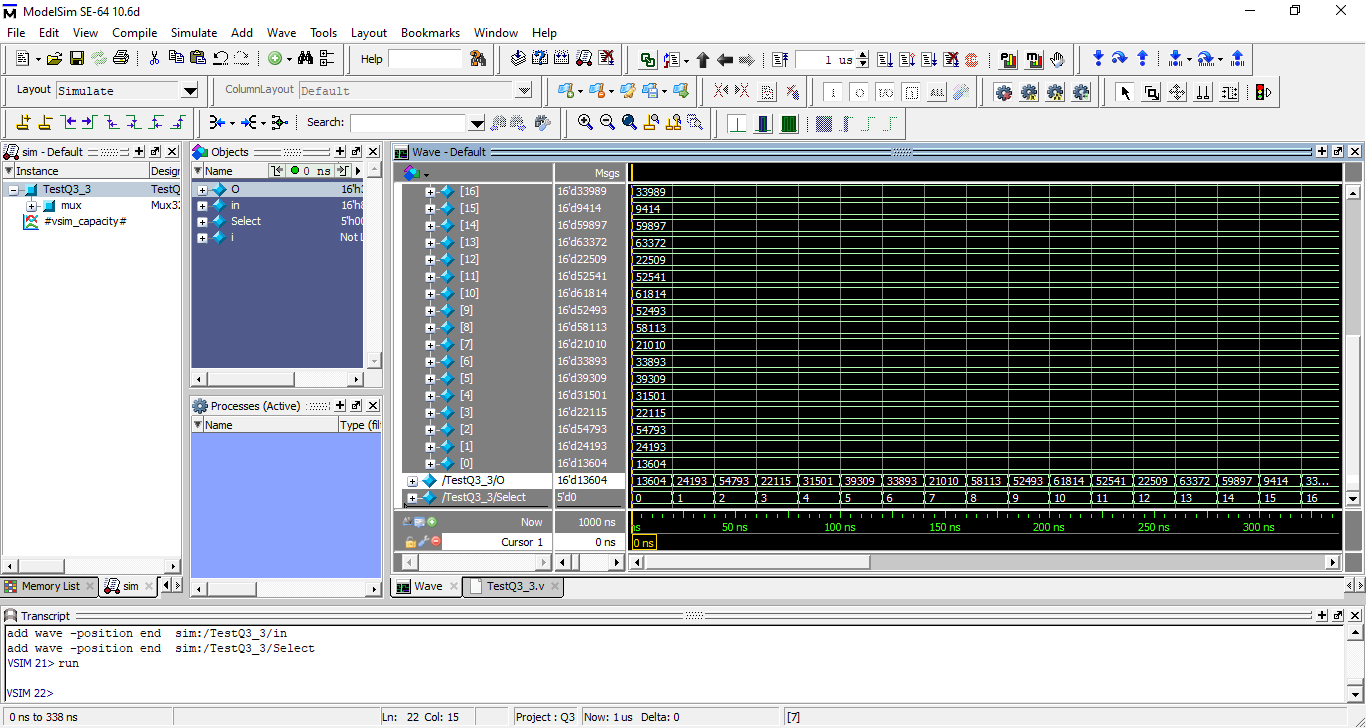 ModelSim SE-64 10.6d
File Edit View Compile Simulate Add Wave Tools Layout Bookmarks Window Help
Help
1 us
Layout Simulate
ColumnLayout Default
Search:
sim - Default
Instance Design
TestQ3_3 TestQ
mux Mux32
#vsim_capacity#
Objects
Name 0 ns
O 16'h
in 16'h
Select 5'h00
i Not
Processes (Active)
Name Type (filt
Memory List sim
Wave - Default
Msgs
[16] 16'd33989 33989
[15] 16'd9414 9414
[14] 16'd59897 59897
[13] 16'd63372 63372
[12] 16'd22509 22509
[11] 16'd52541 52541
[10] 16'd61814 61814
[9] 16'd52493 52493
[8] 16'd58113 58113
[7] 16'd21010 21010
[6] 16'd33893 33893
[5] 16'd39309 39309
[4] 16'd31501 31501
[3] 16'd22115 22115
[2] 16'd54793 54793
[1] 16'd24193 24193
[0] 16'd13604 13604
/TestQ3_3/O 16'd13604 13604 24193 54793 22115 31501 39309 33893 21010 58113 52493 61814 52541 22509 63372 59897 9414 33...
/TestQ3_3/Select 5'd0 0 1 2 3 4 5 6 7 8 9 10 11 12 13 14 15 16
Now 1000 ns ns 50 ns 100 ns 150 ns 200 ns 250 ns 300 ns
Cursor 1 0 ns 0 ns
Wave TestQ3_3.v
Transcript
add wave -position end sim:/TestQ3_3/in
add wave -position end sim:/TestQ3_3/Select
VSIM 21> run
VSIM 22>
0 ns to 338 ns Ln: 22 Col: 15 Project : Q3 Now: 1 us Delta: 0 [7]